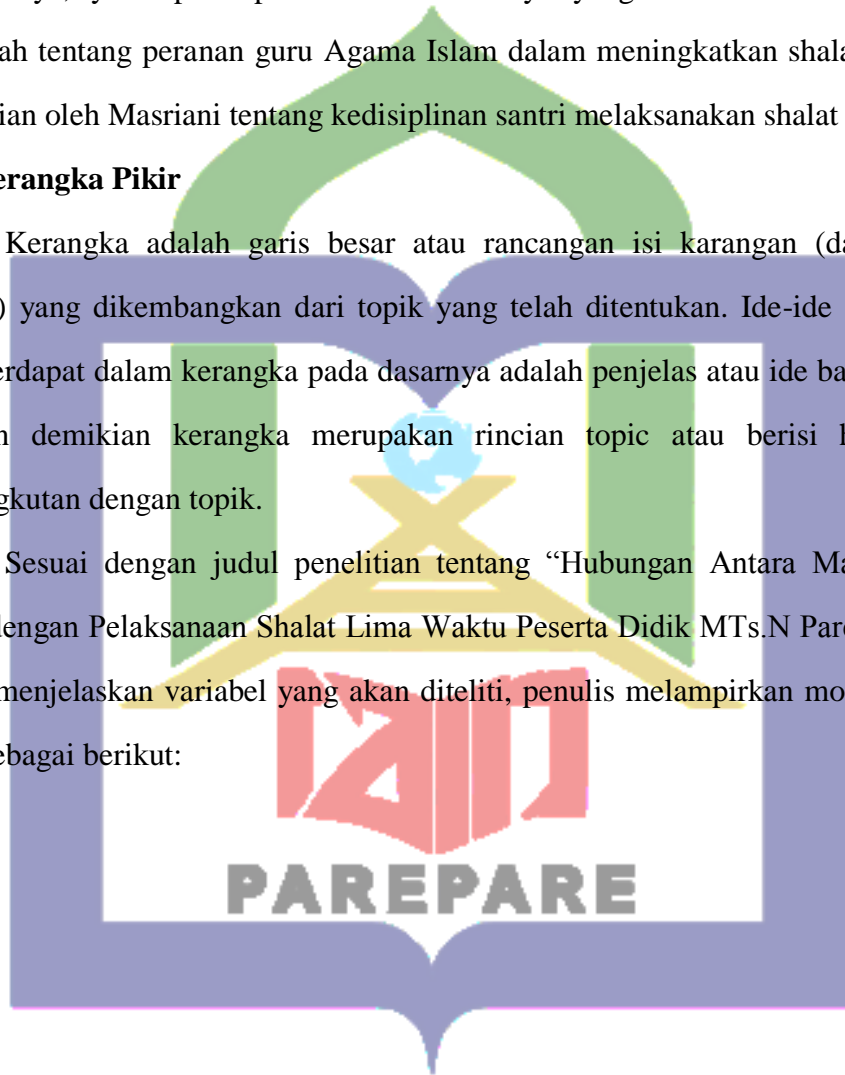 ah tentang peranan guru Agama Islam dalam meningkatkan shala
ian oleh Masriani tentang kedisiplinan santri melaksanakan shalat
erangka Pikir
Kerangka adalah garis besar atau rancangan isi karangan (da
) yang dikembangkan dari topik yang telah ditentukan. Ide-ide
erdapat dalam kerangka pada dasarnya adalah penjelas atau ide ba
n demikian kerangka merupakan rincian topic atau berisi h
gkutan dengan topik.
Sesuai dengan judul penelitian tentang “Hubungan Antara Ma
dengan Pelaksanaan Shalat Lima Waktu Peserta Didik MTs.N Pare
menjelaskan variabel yang akan diteliti, penulis melampirkan mo
ebagai berikut:
iain
PAREPARE